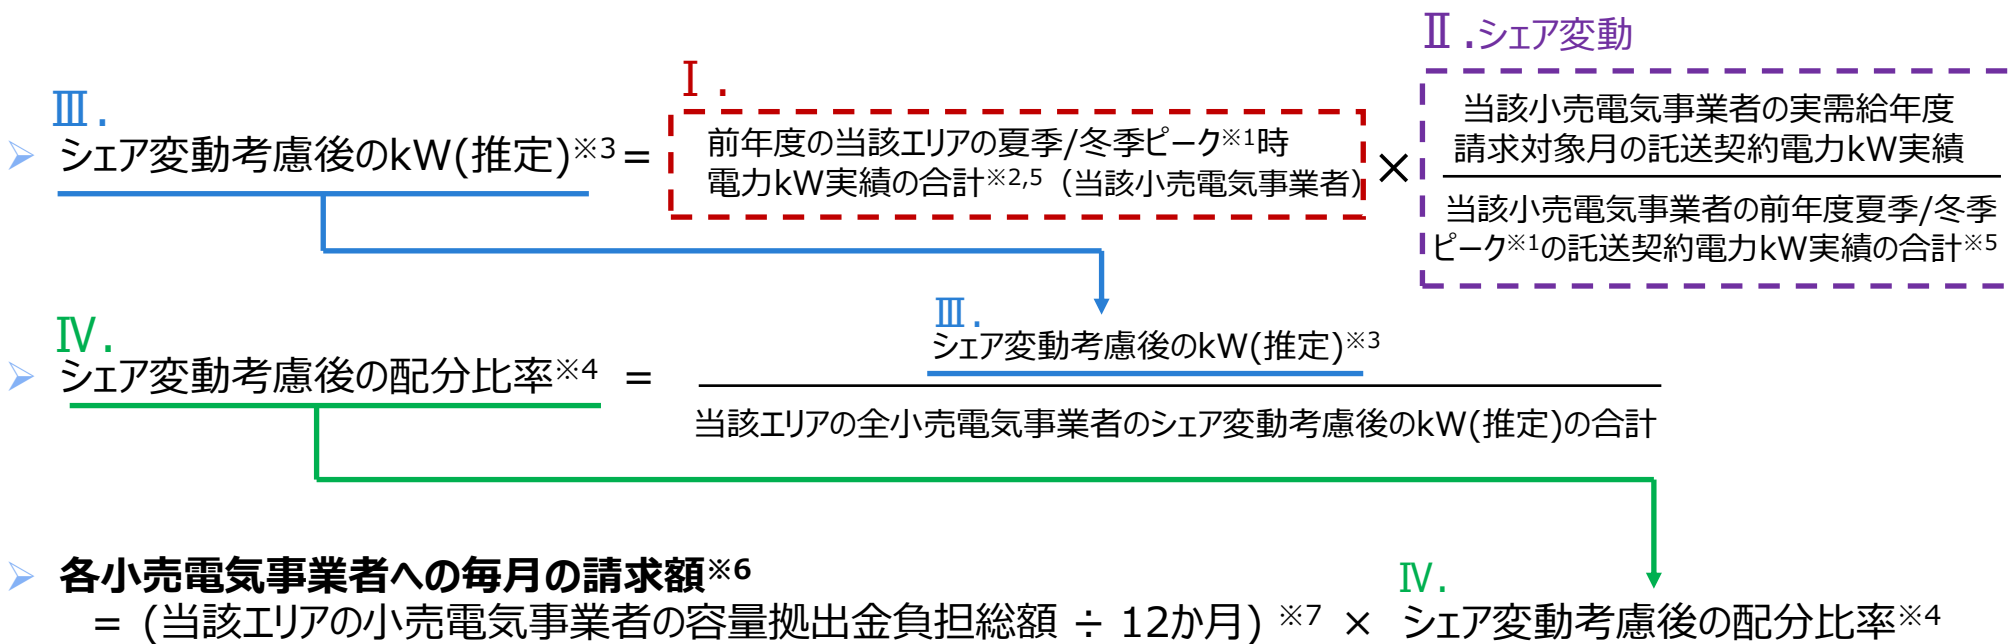 Ⅱ.シェア変動
Ⅰ.
Ⅲ.
➢ シェア変動考慮後のkW(推定)※3=
前年度の当該エリアの夏季/冬季ピーク※1時
電力kW実績の合計※2,5（当該小売電気事業者）
×
当該小売電気事業者の実需給年度
請求対象月の託送契約電力kW実績
当該小売電気事業者の前年度夏季/冬季
ピーク※1の託送契約電力kW実績の合計※5
Ⅳ.
➢ シェア変動考慮後の配分比率※4 =
Ⅲ.
シェア変動考慮後のkW(推定)※3
当該エリアの全小売電気事業者のシェア変動考慮後のkW(推定)の合計
➢ 各小売電気事業者への毎月の請求額※6
Ⅳ.
= (当該エリアの小売電気事業者の容量拠出金負担総額 ÷ 12か月) ※7 × シェア変動考慮後の配分比率※4